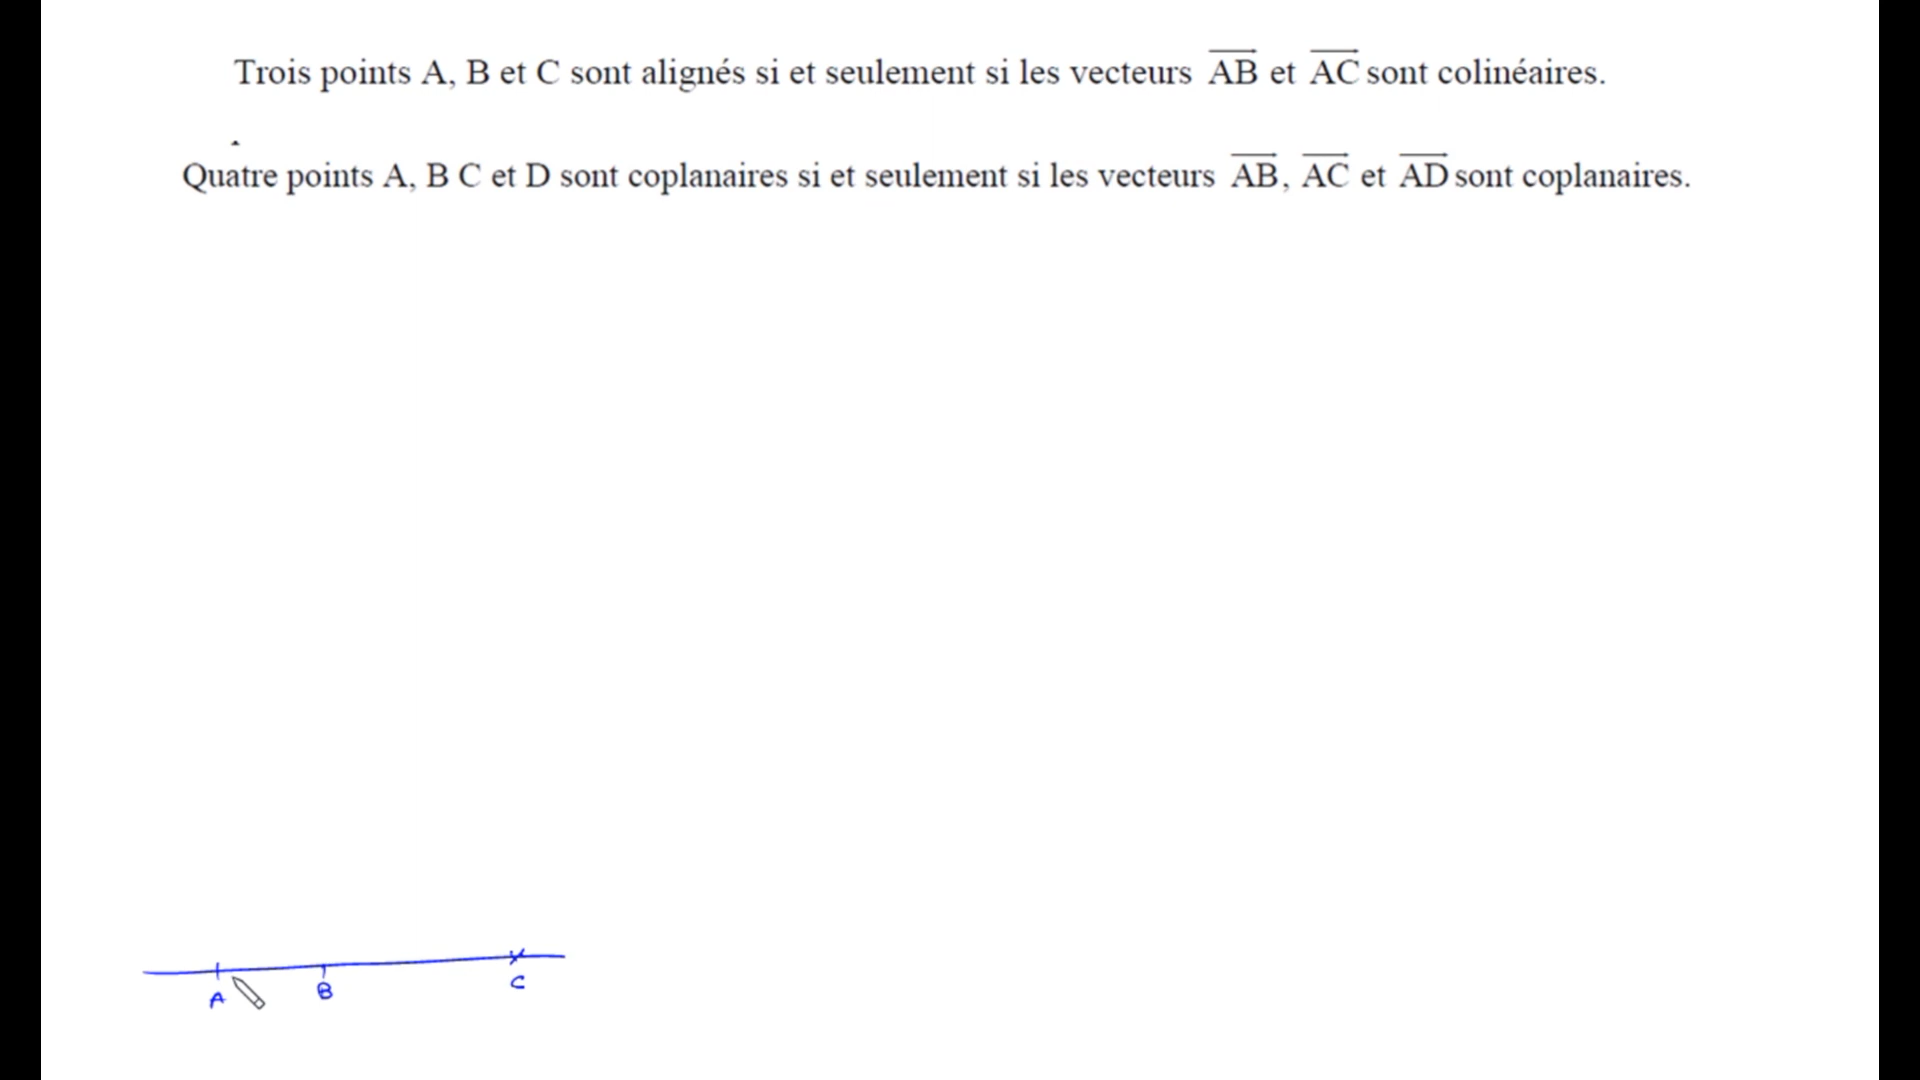 Trois points A, B et C sont alignés si et seulement si les vecteurs AB et AC sont colinéaires.
Quatre points A, B C et D sont coplanaires si et seulement si les vecteurs AB, AC et AD sont coplanaires.
A B C